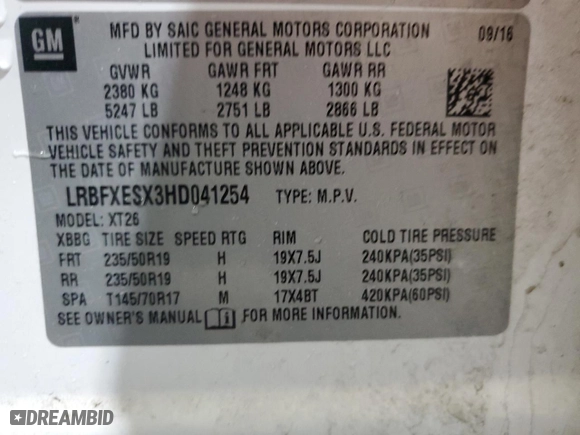 GM
MFD BY SAIC GENERAL MOTORS CORPORATION 09/16
LIMITED FOR GENERAL MOTORS LLC
GVWR GAWR FRT GAWR RR
2380 KG 1248 KG 1300 KG
5247 LB 2751 LB 2866 LB
THIS VEHICLE CONFORMS TO ALL APPLICABLE U.S. FEDERAL MOTOR
VEHICLE SAFETY AND THEFT PREVENTION STANDARDS IN EFFECT ON
THE DATE OF MANUFACTURE SHOWN ABOVE.
LRBFXESX3HD041254 TYPE: M.P.V.
MODEL: XT26
XBBG TIRE SIZE SPEED RTG RIM COLD TIRE PRESSURE
FRT 235/50R19 H 19X7.5J 240KPA(35PSI)
RR 235/50R19 H 19X7.5J 240KPA(35PSI)
SPA T145/70R17 M 17X4BT 420KPA(60PSI)
SEE OWNER'S MANUAL FOR MORE INFORMATION.
DREAMBID